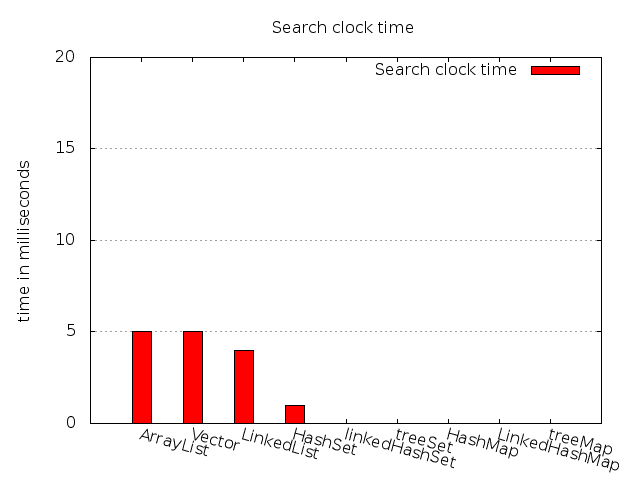 Search clock time
Search clock time
20
15
10
5
0
time in milliseconds
ArrayList
Vector
LinkedList
HashSet
linkedHashSet
treeSet
HashMap
LinkedHashMap
treeMap